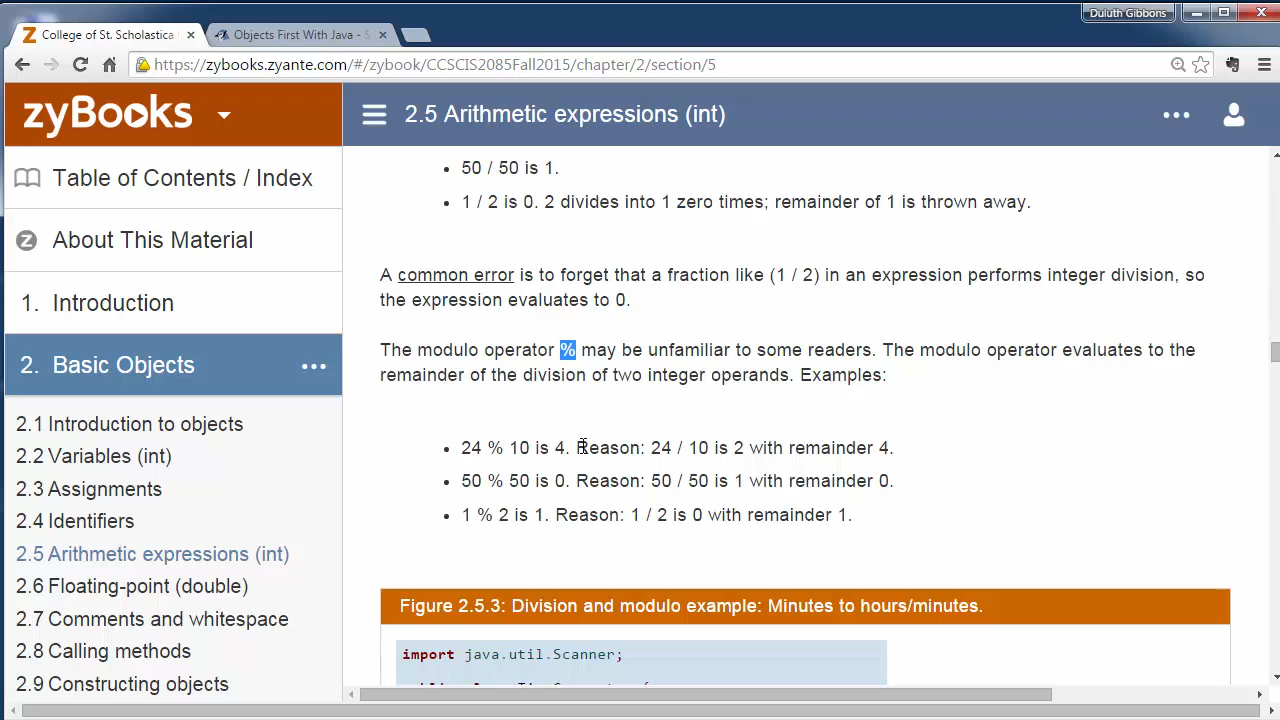 Duluth Gibbons
College of St. Scholastica
Objects First With Java - S
https://zybooks.zyante.com/#/zybook/CCSCIS2085Fall2015/chapter/2/section/5
zyBooks
2.5 Arithmetic expressions (int)
Table of Contents / Index
About This Material
1. Introduction
2. Basic Objects
2.1 Introduction to objects
2.2 Variables (int)
2.3 Assignments
2.4 Identifiers
2.5 Arithmetic expressions (int)
2.6 Floating-point (double)
2.7 Comments and whitespace
2.8 Calling methods
2.9 Constructing objects
• 50 / 50 is 1.
• 1 / 2 is 0. 2 divides into 1 zero times; remainder of 1 is thrown away.
A common error is to forget that a fraction like (1 / 2) in an expression performs integer division, so
the expression evaluates to 0.
The modulo operator % may be unfamiliar to some readers. The modulo operator evaluates to the
remainder of the division of two integer operands. Examples:
• 24 % 10 is 4. Reason: 24 / 10 is 2 with remainder 4.
• 50 % 50 is 0. Reason: 50 / 50 is 1 with remainder 0.
• 1 % 2 is 1. Reason: 1 / 2 is 0 with remainder 1.
Figure 2.5.3: Division and modulo example: Minutes to hours/minutes.
import java.util.Scanner;